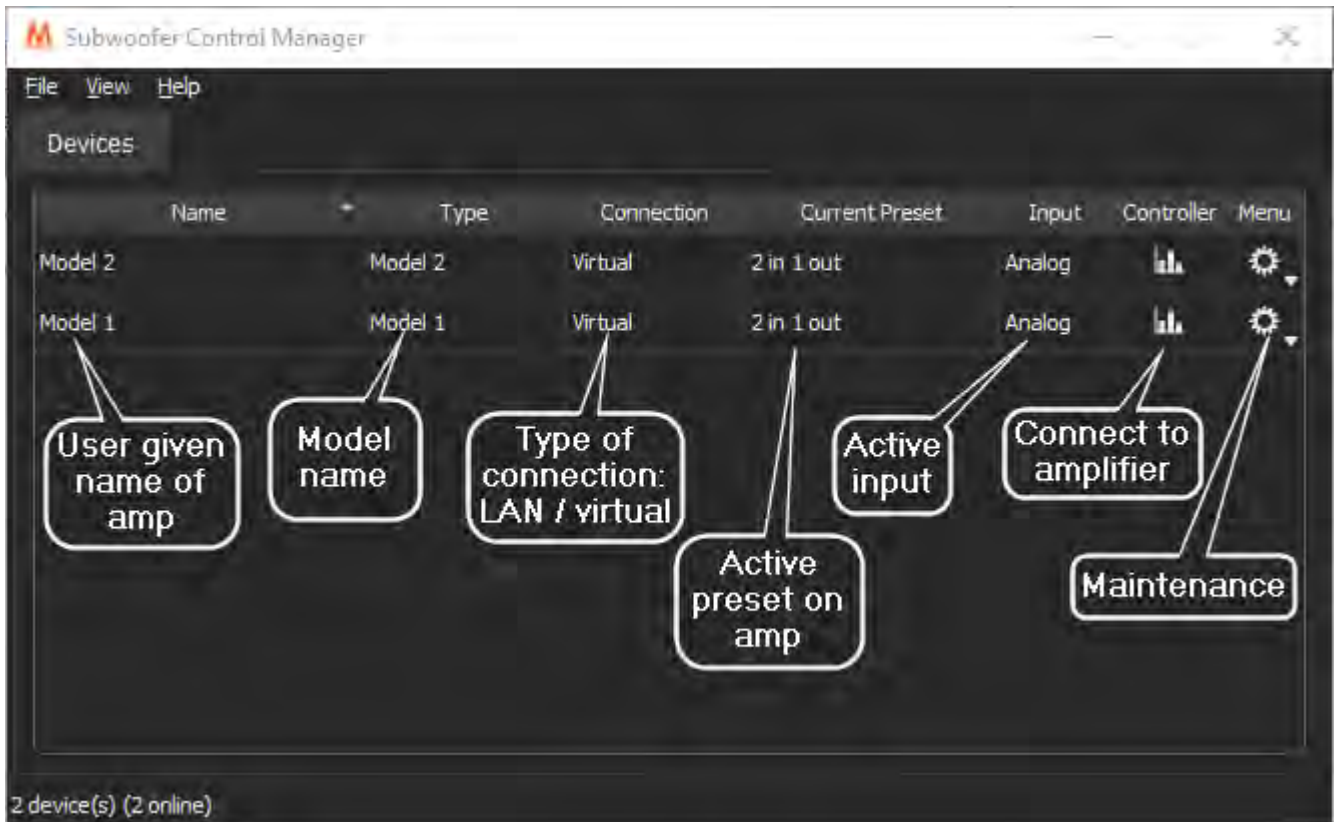 Subwoofer Control Manager
File View Help
Devices
Name Type Connection Current Preset Input Controller Menu
Model 2 Model 2 Virtual 2 in 1 out Analog
Model 1 Model 1 Virtual 2 in 1 out Analog
User given
name of
amp
Model
name
Type of
connection:
LAN / virtual
Active
preset on
amp
Active
input
Connect to
amplifier
Maintenance
2 device(s) (2 online)